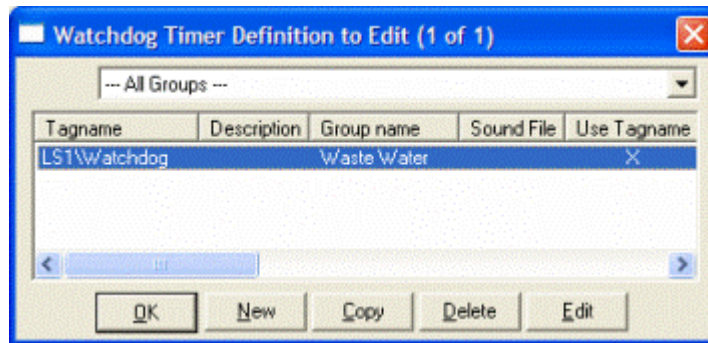 Watchdog Timer Definition to Edit (1 of 1)
--- All Groups ---
Tagname Description Group name Sound File Use Tagname
LS1\Watchdog Waste Water X
OK New Copy Delete Edit